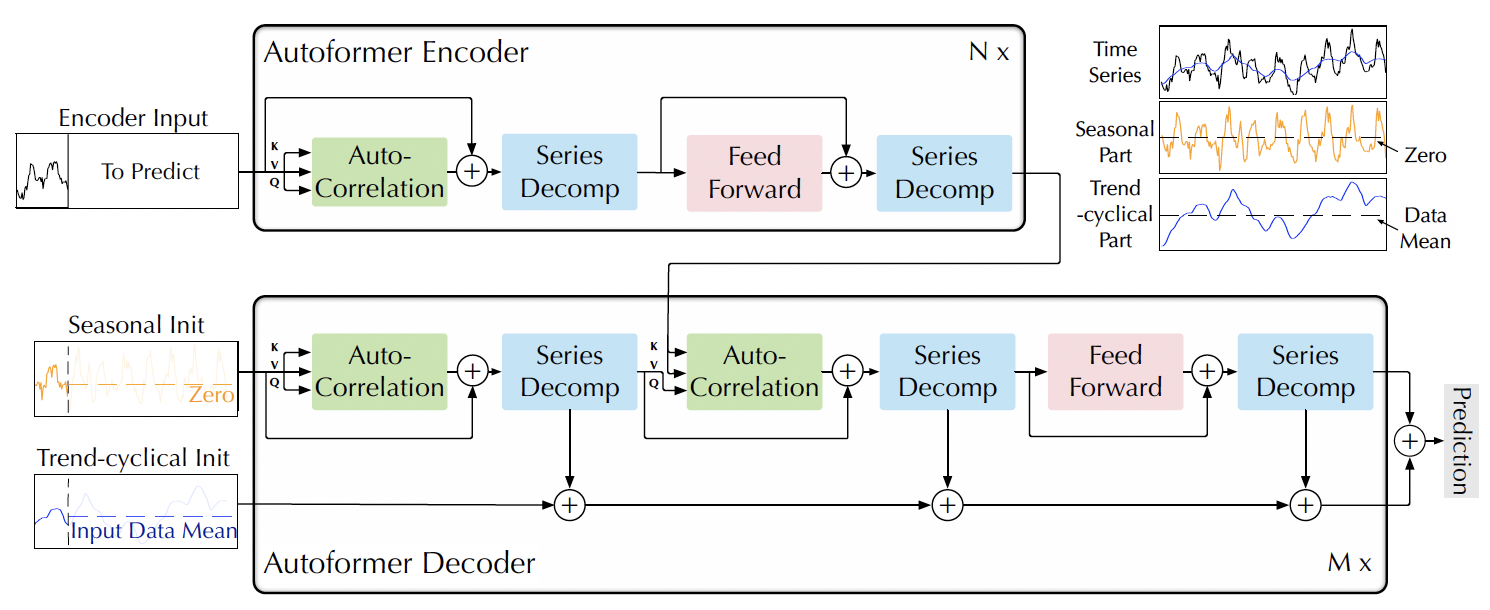 Autoformer Encoder
N x
Encoder Input
To Predict
K
V
Q
Auto-
Correlation
+
Series
Decomp
Feed
Forward
+
Series
Decomp
Time
Series
Seasonal
Part
Zero
Trend
-cyclical
Part
Data
Mean
Seasonal Init
Zero
K
V
Q
Auto-
Correlation
+
Series
Decomp
K
V
Q
Auto-
Correlation
+
Series
Decomp
Feed
Forward
+
Series
Decomp
+
Prediction
Trend-cyclical Init
Input Data Mean
+
+
+
Autoformer Decoder
M x